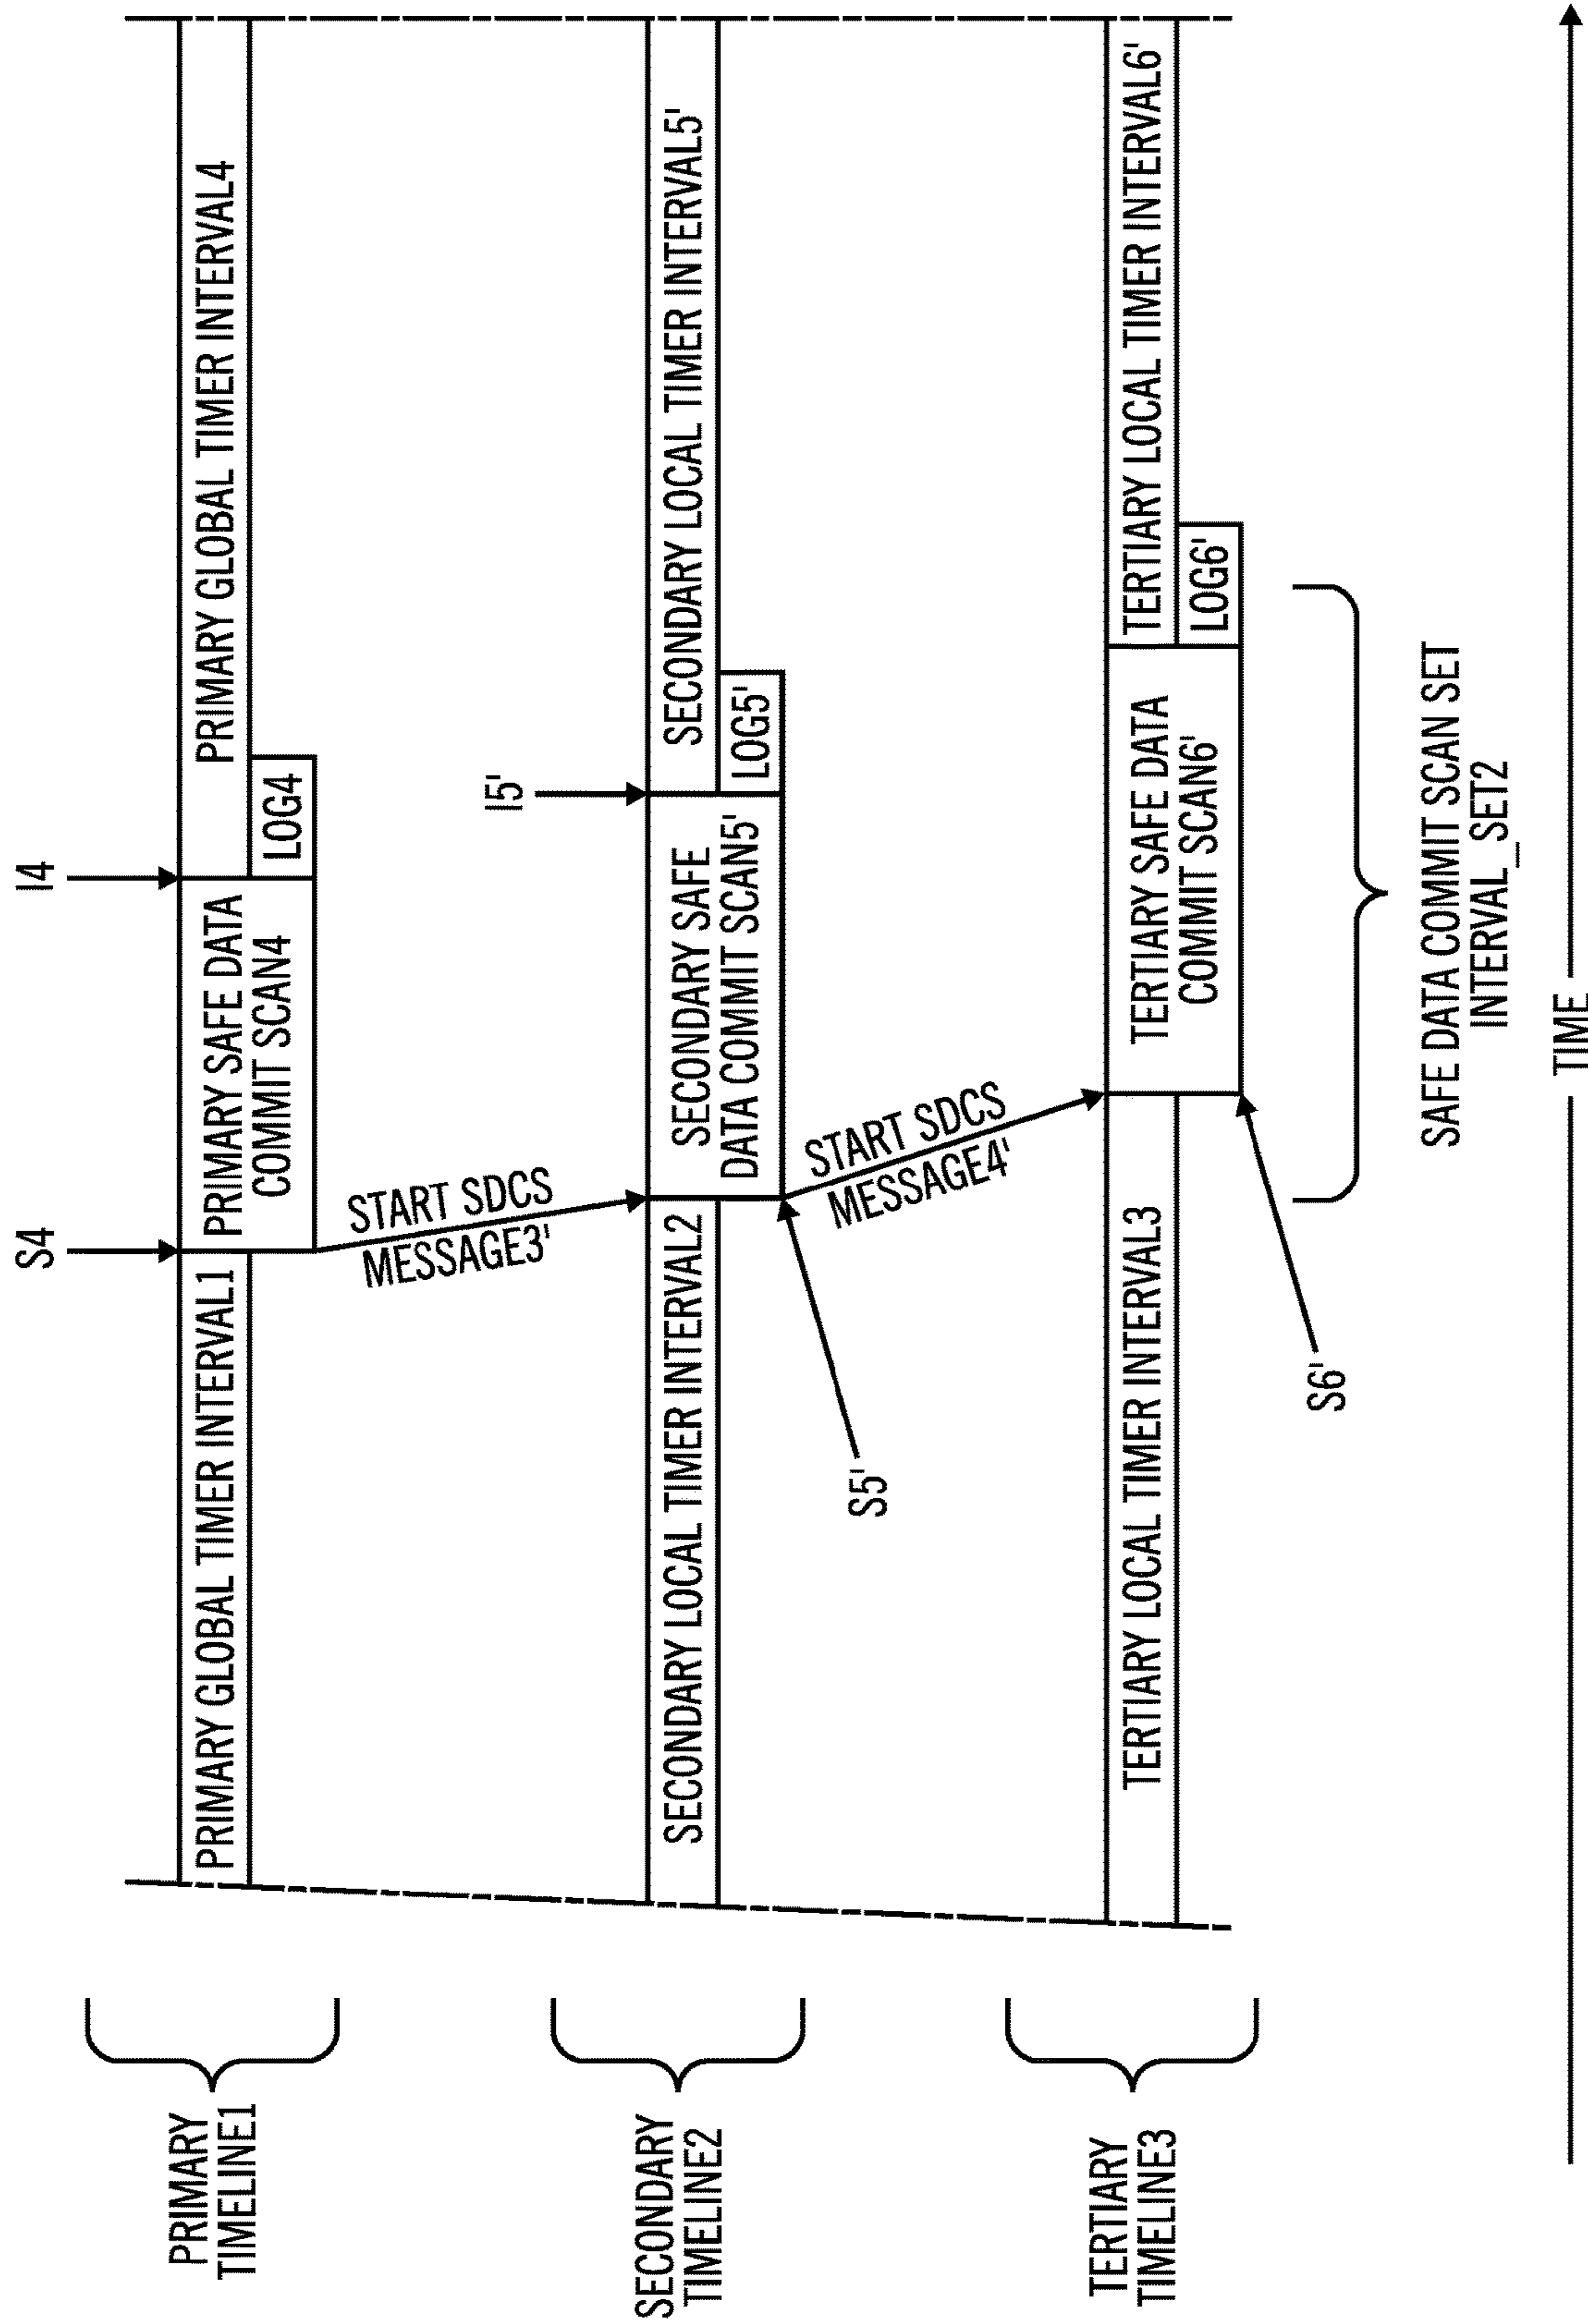 S4
I4
PRIMARY
TIMELINE1
PRIMARY GLOBAL TIMER INTERVAL1
PRIMARY SAFE DATA
COMMIT SCAN4
PRIMARY GLOBAL TIMER INTERVAL4
LOG4
START SDCS
MESSAGE3'
I5'
SECONDARY
TIMELINE2
SECONDARY LOCAL TIMER INTERVAL2
SECONDARY SAFE
DATA COMMIT SCAN5'
SECONDARY LOCAL TIMER INTERVAL5'
LOG5'
S5'
START SDCS
MESSAGE4'
TERTIARY
TIMELINE3
TERTIARY LOCAL TIMER INTERVAL3
TERTIARY SAFE DATA
COMMIT SCAN6'
TERTIARY LOCAL TIMER INTERVAL6'
LOG6'
S6'
SAFE DATA COMMIT SCAN SET
INTERVAL_SET2
TIME